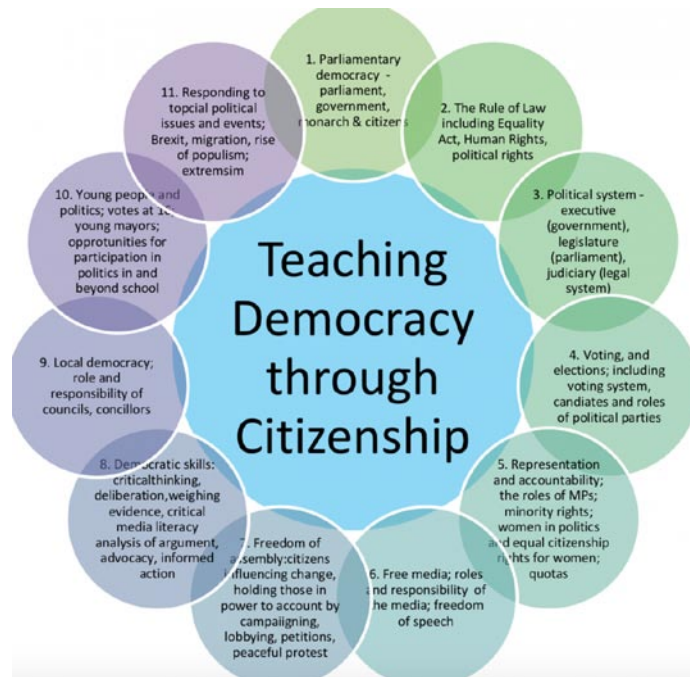 Teaching
Democracy
through
Citizenship
1. Parliamentary
democracy -
parliament,
government,
monarch & citizens
2. The Rule of Law
including Equality
Act, Human Rights,
political rights
3. Political system -
executive
(government),
legislature
(parliament),
judiciary (legal
system)
4. Voting, and
elections; including
voting system,
candiates and roles
of political parties
5. Representation
and accountability;
the roles of MPs;
minority rights;
women in politics
and equal citizenship
rights for women;
quotas
6. Free media; roles
and responsibility of
the media; freedom
of speech
7. Freedom of
assembly:citizens
influencing change,
holding those in
power to account by
campaiigning,
lobbying, petitions,
peaceful protest
8. Democratic skills:
criticalthinking,
deliberation,weighing
evidence, critical
media literacy
analysis of argument,
advocacy, informed
action
9. Local democracy;
role and
responsibility of
councils, concillors
10. Young people and
politics; votes at 16;
young mayors;
opprotunities for
participation in
politics in and
beyond school
11. Responding to
topcial political
issues and events;
Brexit, migration, rise
of populism;
extremsim